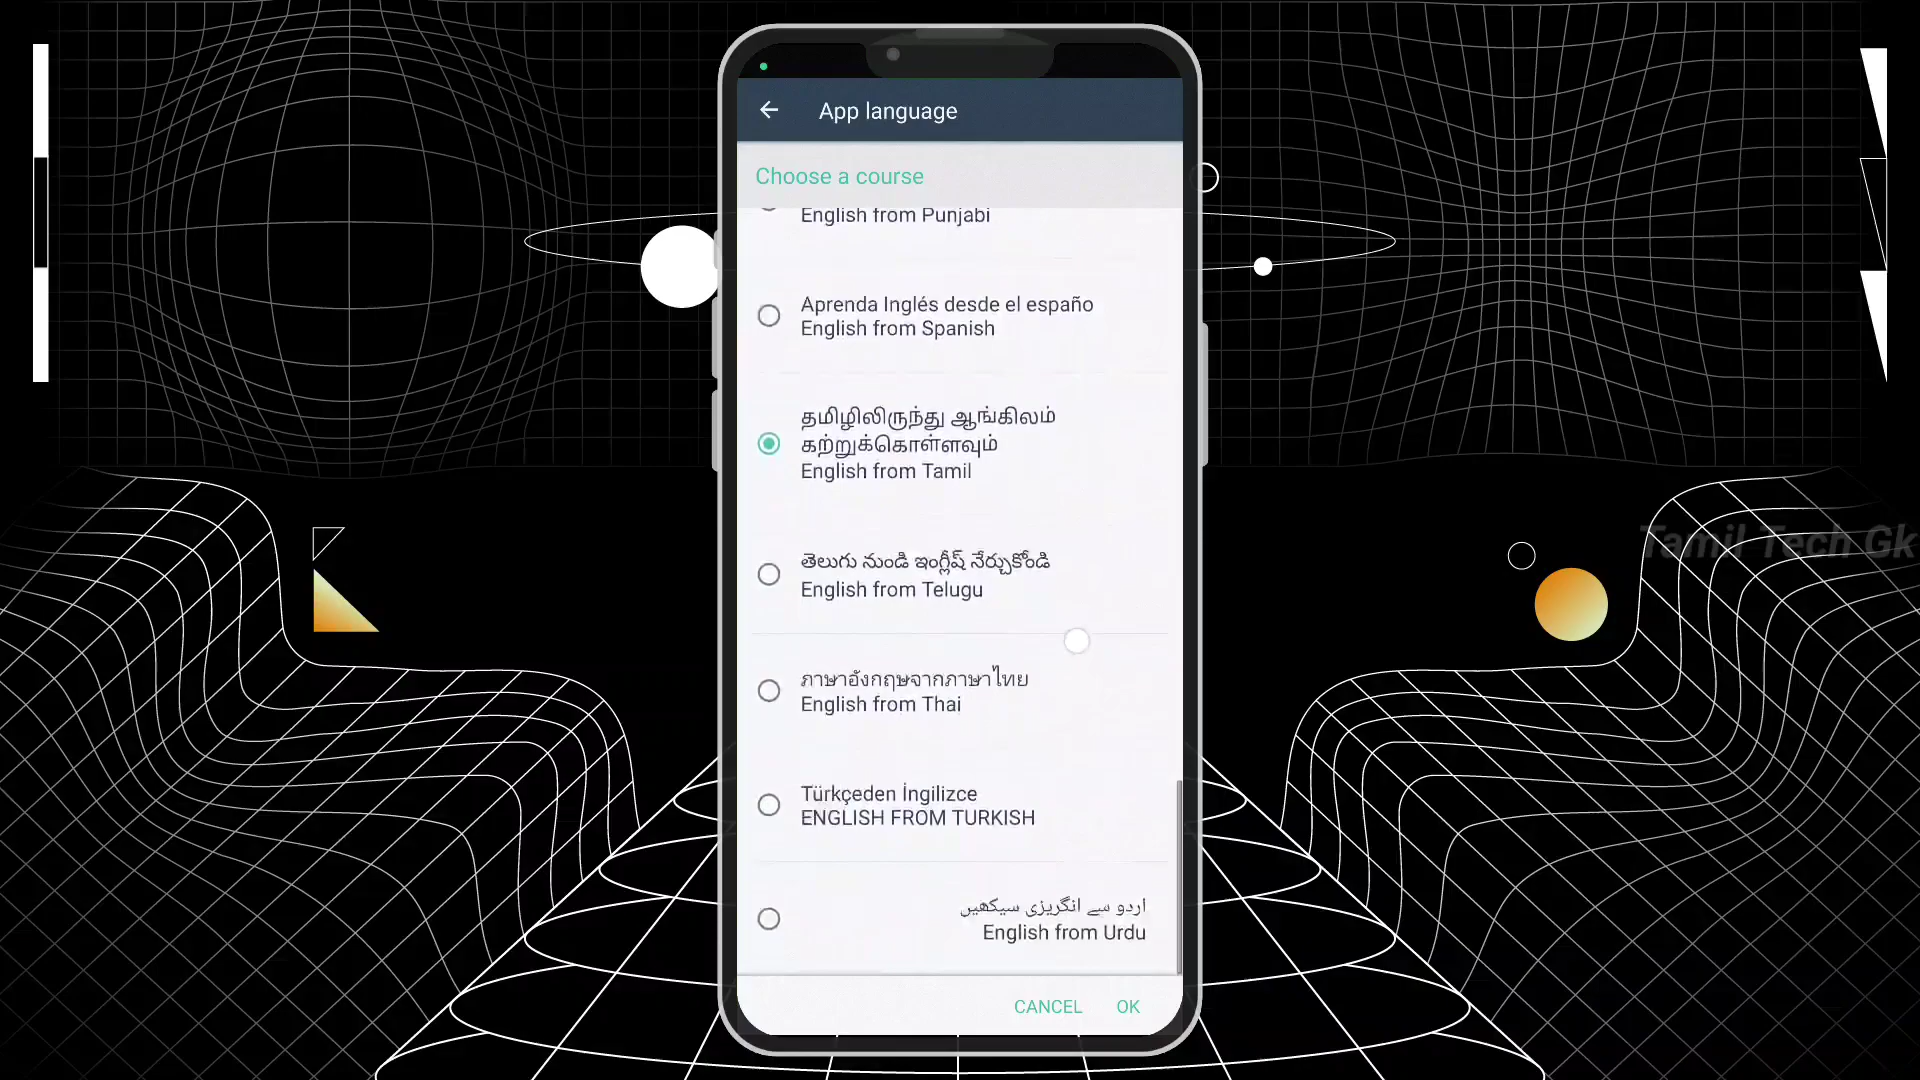 App language
Choose a course
English from Punjabi
Aprenda Inglés desde el españo
English from Spanish
தமிழிலிருந்து ஆங்கிலம்
கற்றுக்கொள்ளவும்
English from Tamil
తెలుగు నుండి ఇంగ్లీష్ నేర్చుకోండి
English from Telugu
ภาษาอังกฤษจากภาษาไทย
English from Thai
Türkçeden İngilizce
ENGLISH FROM TURKISH
اردو سے انگریزی سیکھیں
English from Urdu
CANCEL OK
Tamil Tech Gk